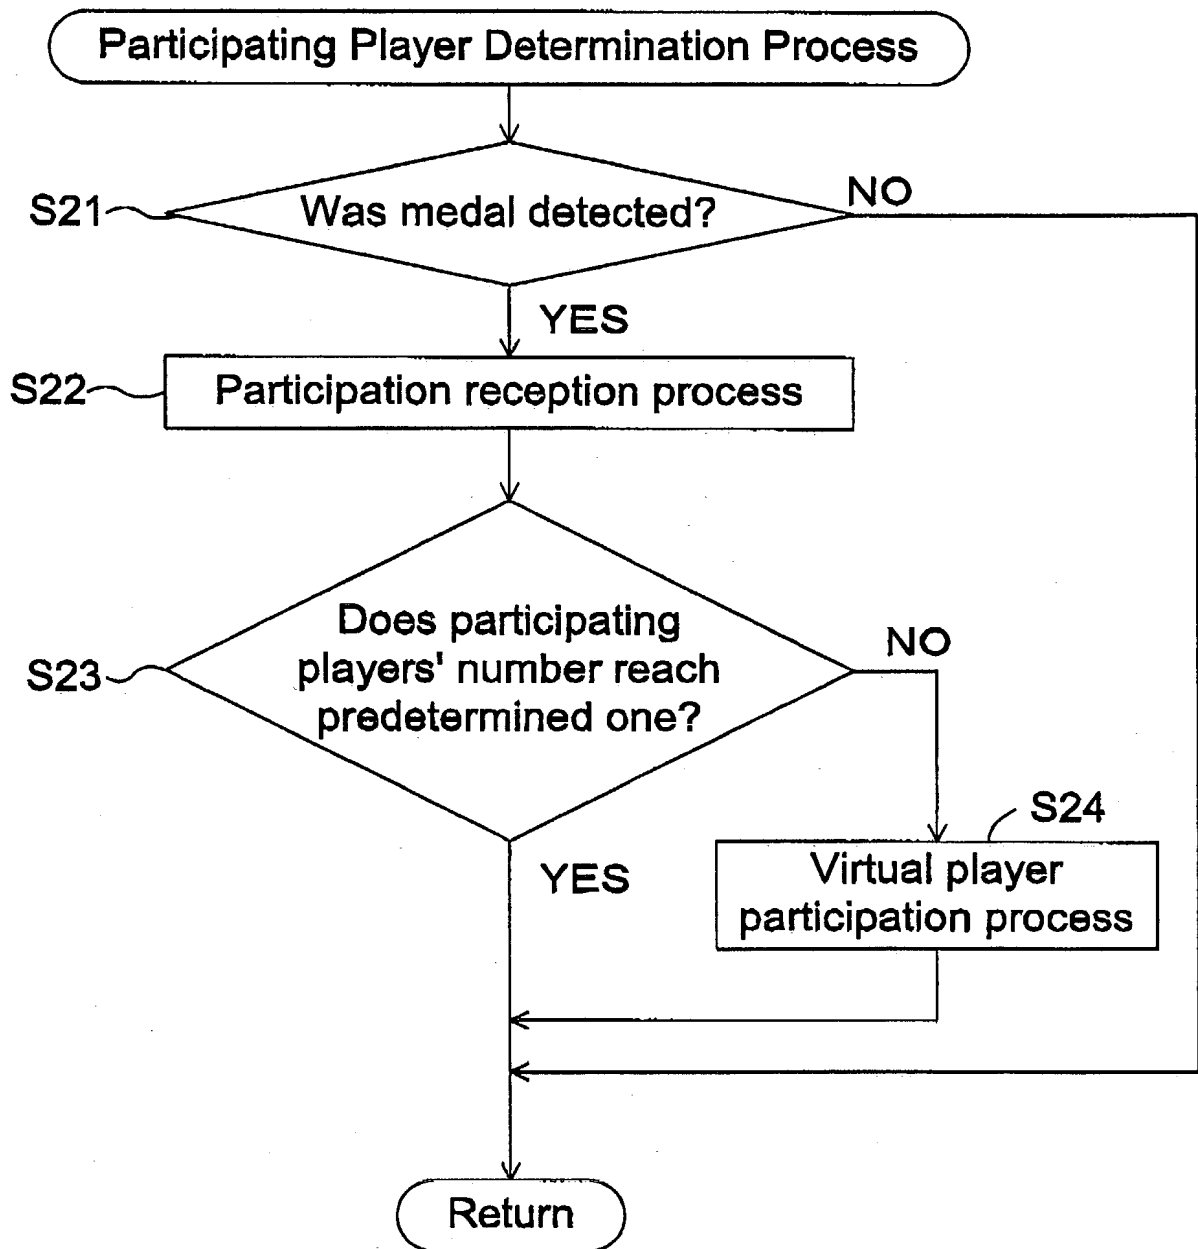 Participating Player Determination Process
S21
Was medal detected?
NO
YES
S22
Participation reception process
S23
Does participating
players' number reach
predetermined one?
NO
YES
S24
Virtual player
participation process
Return